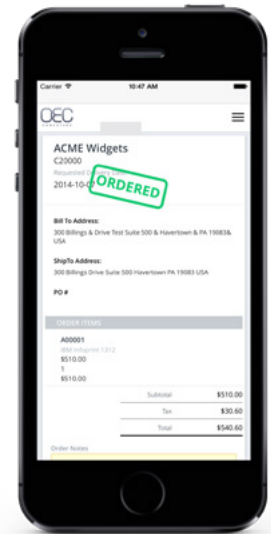 Carrier 10:47 AM
OEC
ACME Widgets
C20000
Requested Delivery
2014-10-0
ORDERED
Bill To Address:
300 Billings & Drive Test Suite 500 & Havertown & PA 19083&
USA
ShipTo Address:
300 Billings Drive Suite 500 Havertown PA 19083 USA
PO #
ORDER ITEMS
A00001
IBM Infoprint 1312
$510.00
1
$510.00
Subtotal $510.00
Tax $30.60
Total $540.60
Order Notes